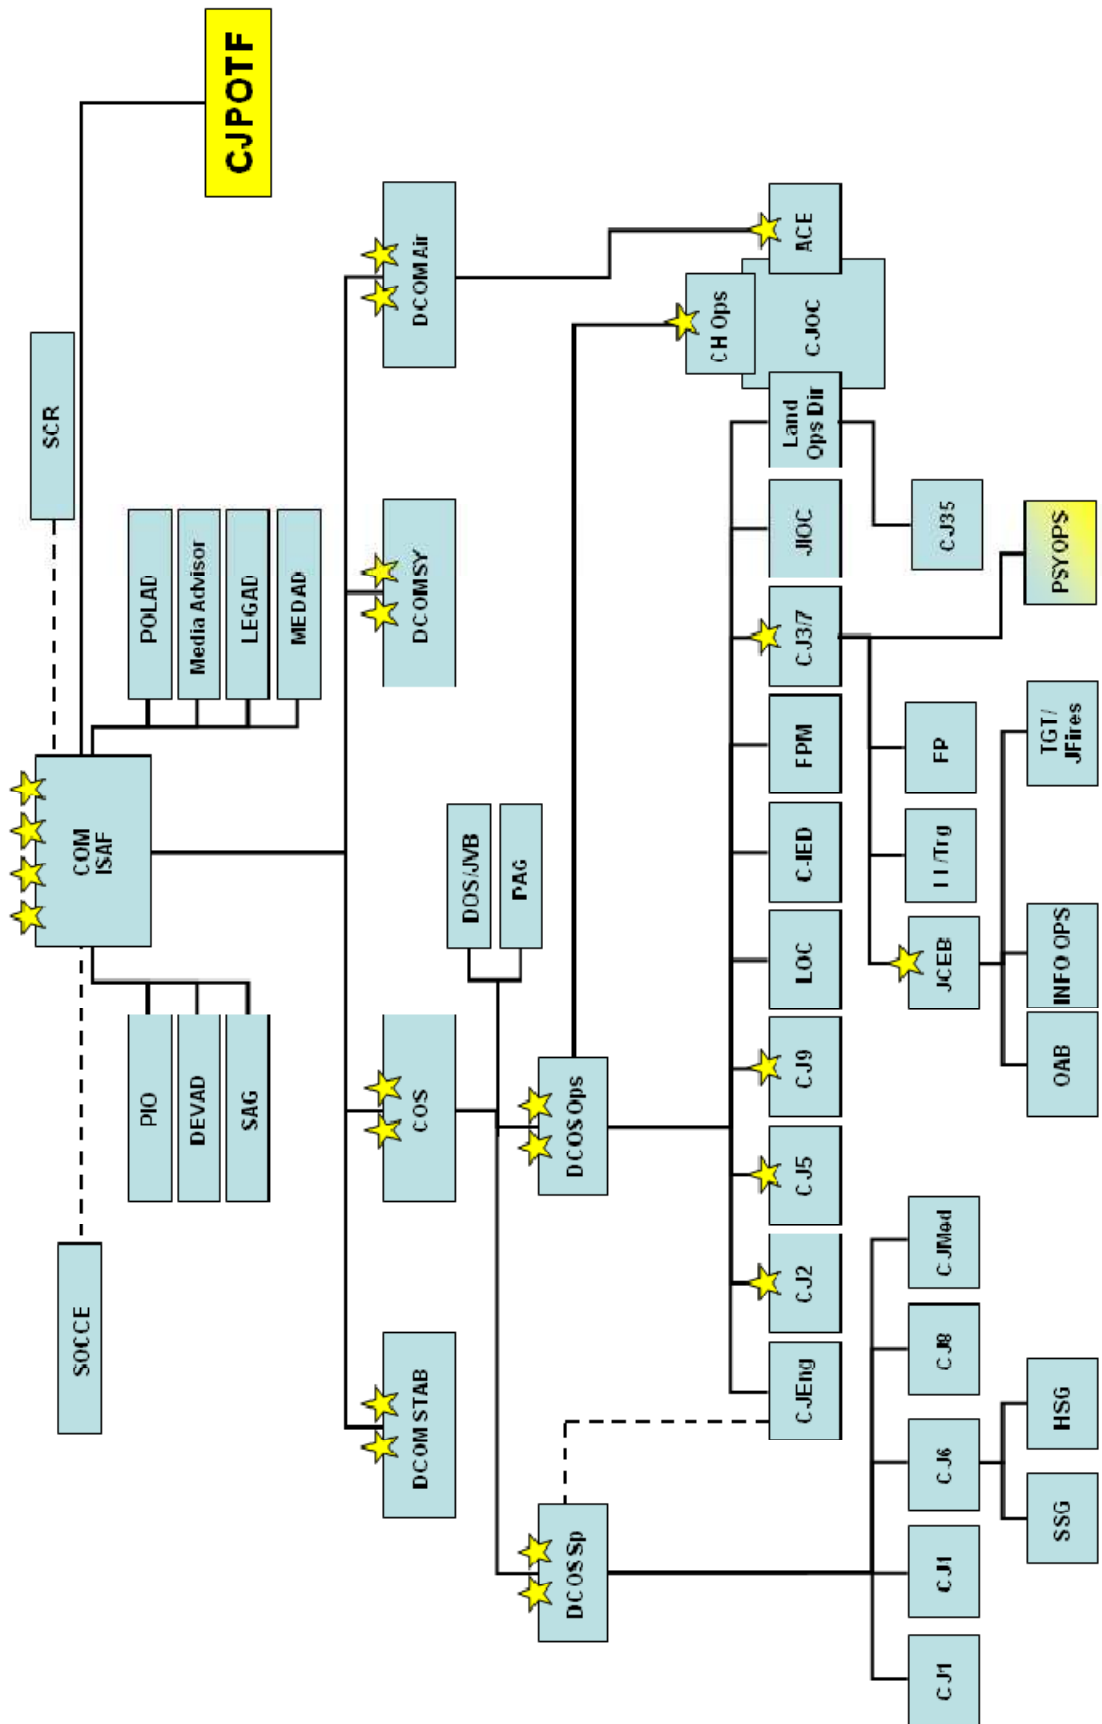 SOCCE
COM
ISAF
SCR
CJPOTF
PIO
DEVAD
SAG
POLAD
Media Advisor
LEGAD
MEDAD
DCOM STAB
COS
DCOMSY
DCOM Air
DOS/JVB
DCOS Sp
DCOS Ops
CH Ops
CJEng
CJ2
CJ5
CJ9
LOC
C-IED
FPM
CJ3/7
JIOC
Land
Ops Dir
CJOC
ACE
CJ1
CJ6
CJ8
CJMed
JCEB
FP
CJ35
SSG
HSG
OAB
INFO OPS
TGT/
JFires
PSYOPS